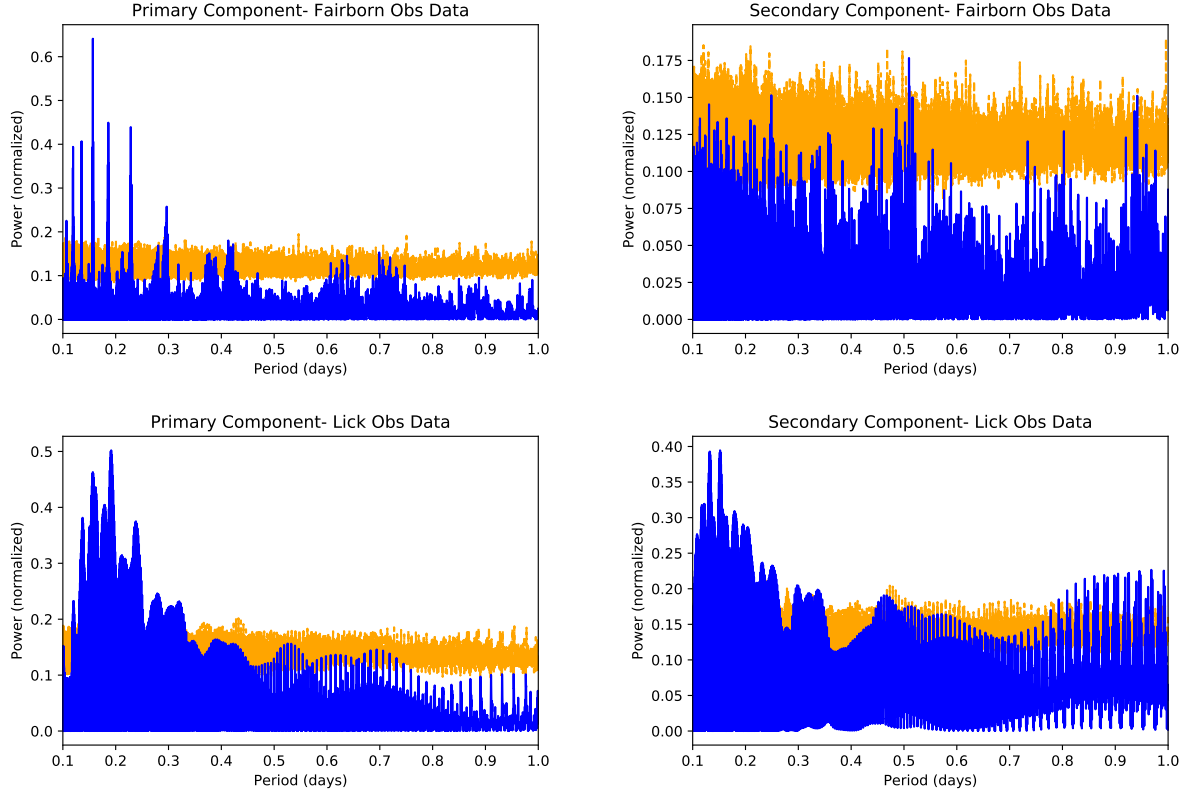 Primary Component- Fairborn Obs Data
Power (normalized)
0.6
0.5
0.4
0.3
0.2
0.1
0.0
0.1 0.2 0.3 0.4 0.5 0.6 0.7 0.8 0.9 1.0
Period (days)
Secondary Component- Fairborn Obs Data
Power (normalized)
0.175
0.150
0.125
0.100
0.075
0.050
0.025
0.000
0.1 0.2 0.3 0.4 0.5 0.6 0.7 0.8 0.9 1.0
Period (days)
Primary Component- Lick Obs Data
Power (normalized)
0.5
0.4
0.3
0.2
0.1
0.0
0.1 0.2 0.3 0.4 0.5 0.6 0.7 0.8 0.9 1.0
Period (days)
Secondary Component- Lick Obs Data
Power (normalized)
0.40
0.35
0.30
0.25
0.20
0.15
0.10
0.05
0.00
0.1 0.2 0.3 0.4 0.5 0.6 0.7 0.8 0.9 1.0
Period (days)